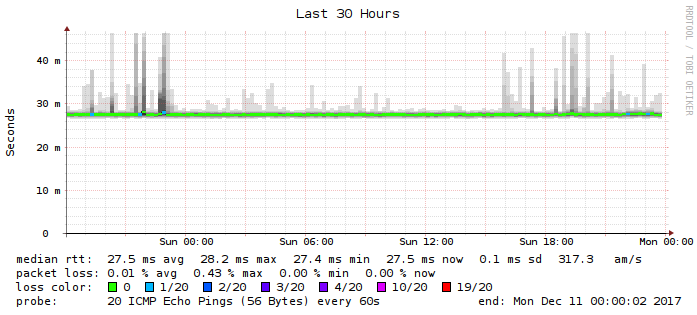 Last 30 Hours
RRDTOOL / TOBI OETIKER
Seconds
40 m
30 m
20 m
10 m
0
Sun 00:00 Sun 06:00 Sun 12:00 Sun 18:00 Mon 00:00
median rtt: 27.5 ms avg 28.2 ms max 27.4 ms min 27.5 ms now 0.1 ms sd 317.3 am/s
packet loss: 0.01 % avg 0.43 % max 0.00 % min 0.00 % now
loss color: 0 1/20 2/20 3/20 4/20 10/20 19/20
probe: 20 ICMP Echo Pings (56 Bytes) every 60s end: Mon Dec 11 00:00:02 2017